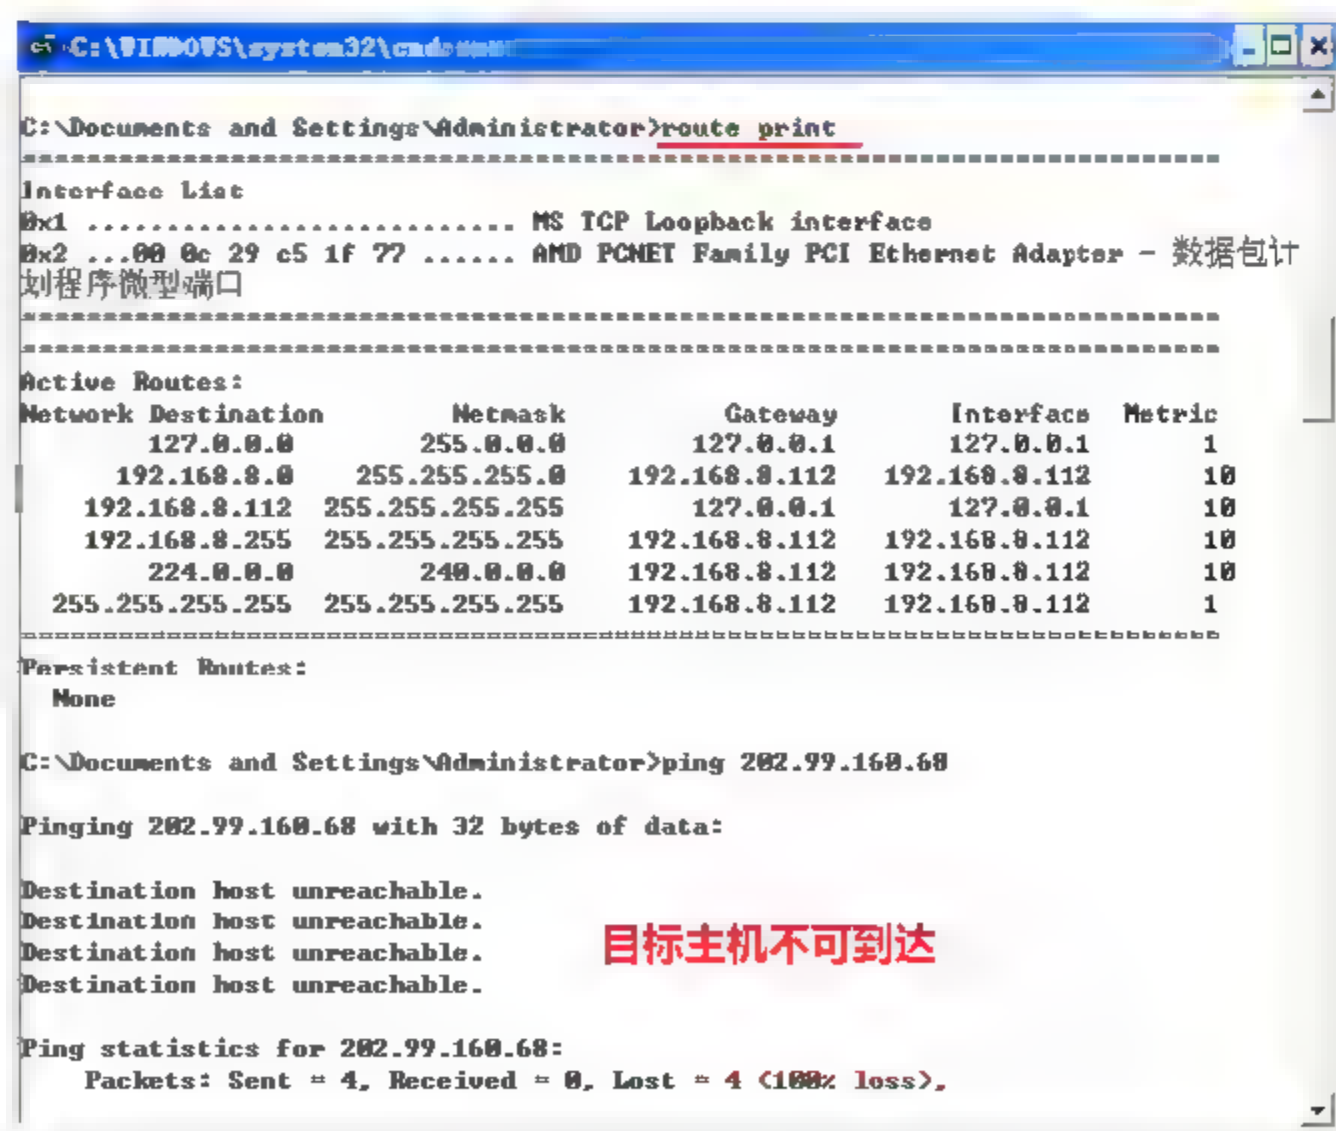 C:\WINDOWS\system32\cmd
C:\Documents and Settings\Administrator>route print
===========================================================================
Interface List
0x1 ........................... MS TCP Loopback interface
0x2 ...00 0c 29 c5 1f 77 ...... AMD PCNET Family PCI Ethernet Adapter - 数据包计
划程序微型端口
===========================================================================
===========================================================================
Active Routes:
Network Destination        Netmask          Gateway       Interface  Metric
        127.0.0.0        255.0.0.0        127.0.0.1       127.0.0.1       1
      192.168.8.0    255.255.255.0    192.168.8.112   192.168.8.112       10
    192.168.8.112  255.255.255.255        127.0.0.1       127.0.0.1       10
    192.168.8.255  255.255.255.255    192.168.8.112   192.168.8.112       10
        224.0.0.0        240.0.0.0    192.168.8.112   192.168.8.112       10
  255.255.255.255  255.255.255.255    192.168.8.112   192.168.8.112       1
===========================================================================
Persistent Routes:
  None
C:\Documents and Settings\Administrator>ping 202.99.160.68
Pinging 202.99.160.68 with 32 bytes of data:
Destination host unreachable.
Destination host unreachable.
目标主机不可到达
Destination host unreachable.
Destination host unreachable.
Ping statistics for 202.99.160.68:
    Packets: Sent = 4, Received = 0, Lost = 4 (100% loss),